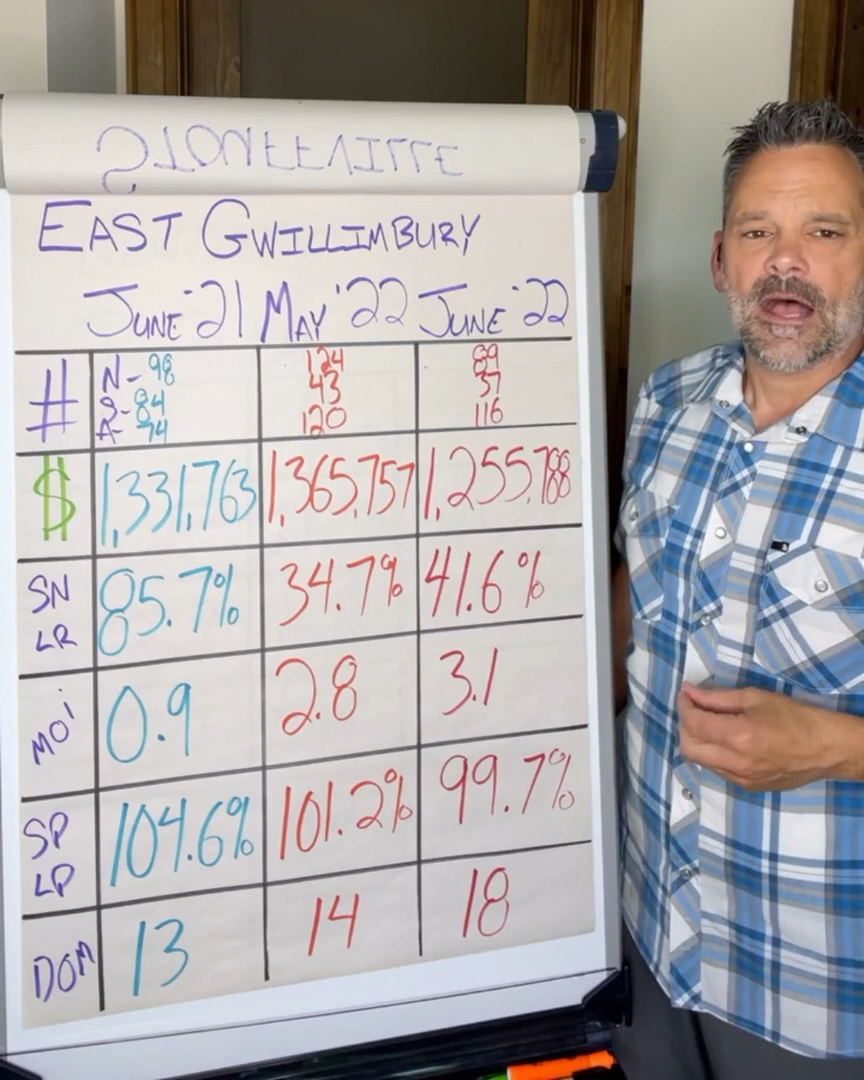 STOUFFVILLE
EAST GWILLIMBURY
JUNE '21 MAY '22 JUNE '22
# N- 98 124 89
S- 84 43 37
A- 74 120 116
$ 1,331,763 1,365,757 1,255,788
SN
LR 85.7% 34.7% 41.6%
MOi 0.9 2.8 3.1
SP
LP 104.6% 101.2% 99.7%
DOM 13 14 18